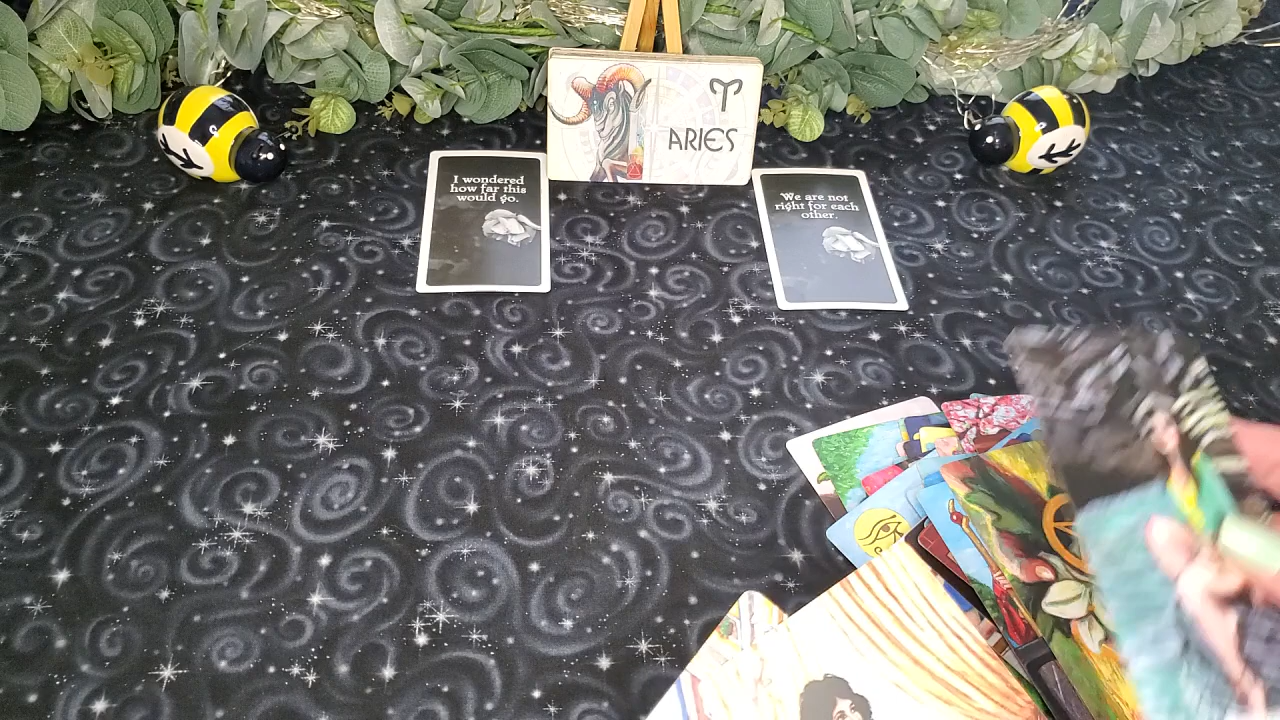 ARIES
I wondered
how far this
would go.
We are not
right for each
other.